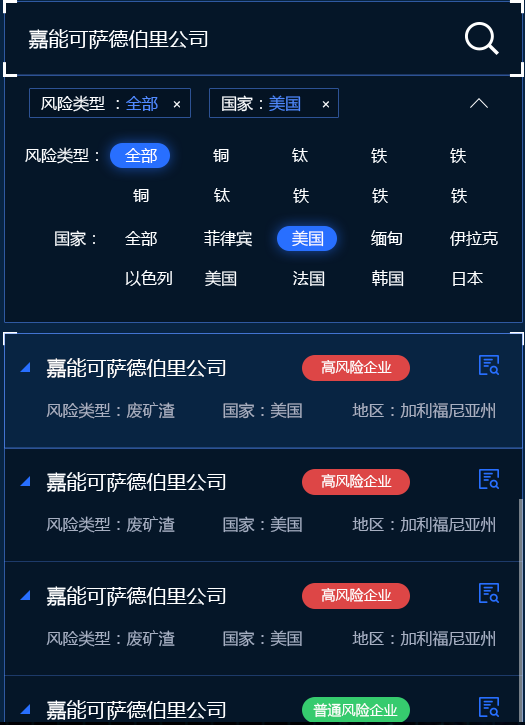 嘉能可萨德伯里公司
风险类型 ：全部 × 国家：美国 ×
风险类型： 全部 铜 钛 铁 铁
铜 钛 铁 铁 铁
国家： 全部 菲律宾 美国 缅甸 伊拉克
以色列 美国 法国 韩国 日本
嘉能可萨德伯里公司 高风险企业
风险类型：废矿渣 国家：美国 地区：加利福尼亚州
嘉能可萨德伯里公司 高风险企业
风险类型：废矿渣 国家：美国 地区：加利福尼亚州
嘉能可萨德伯里公司 高风险企业
风险类型：废矿渣 国家：美国 地区：加利福尼亚州
嘉能可萨德伯里公司 普通风险企业